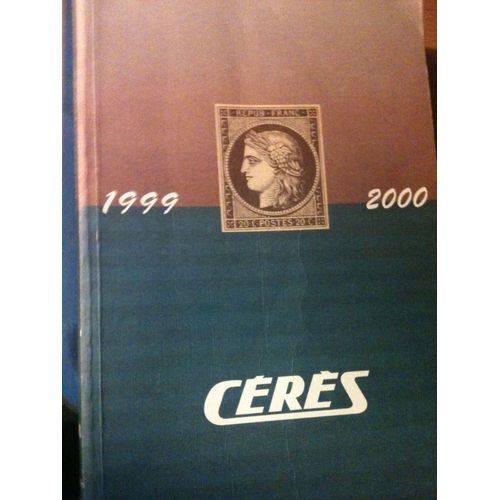 REPUB · FRANC
1999
2000
20·C POSTES 20·C
CÉRÈS